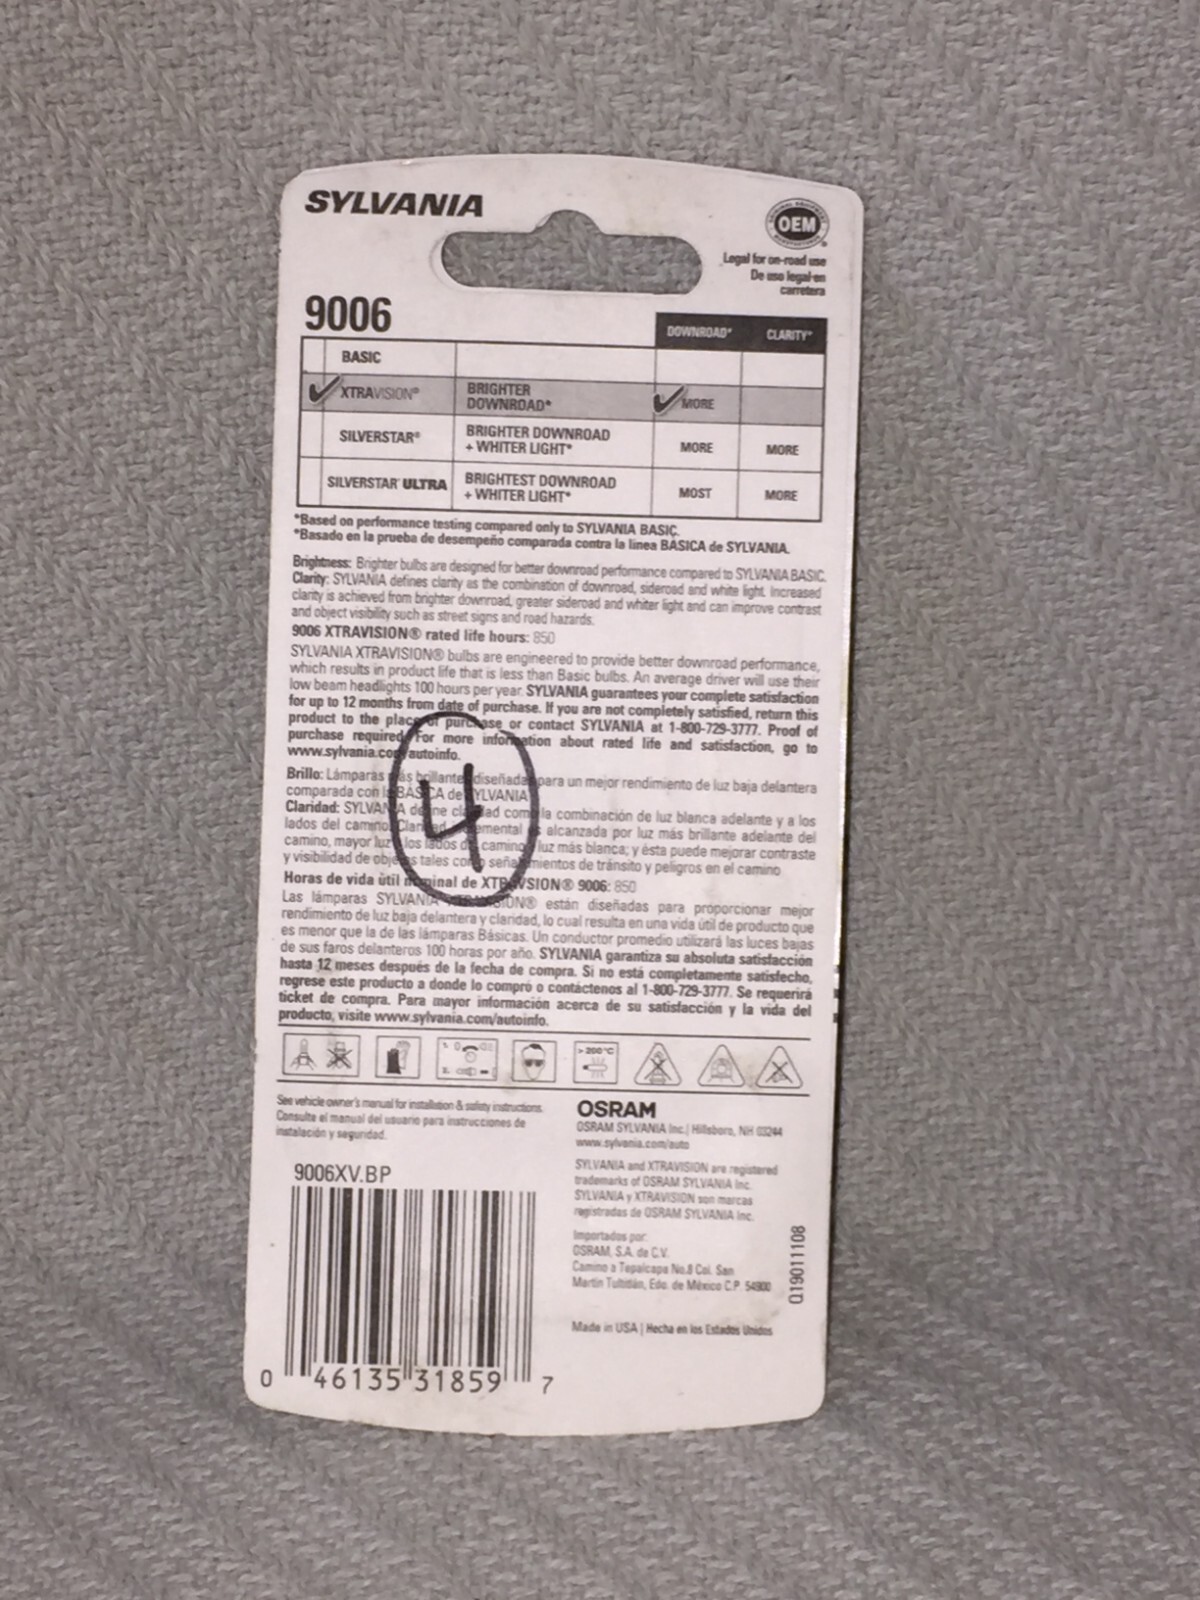 SYLVANIA
OEM
Legal for on-road use
De uso legal en
carretera
9006
DOWNROAD* CLARITY*
BASIC
XTRAVISION® BRIGHTER DOWNROAD* MORE
SILVERSTAR® BRIGHTER DOWNROAD + WHITER LIGHT* MORE MORE
SILVERSTAR ULTRA BRIGHTEST DOWNROAD + WHITER LIGHT* MOST MORE
*Based on performance testing compared only to SYLVANIA BASIC.
*Basado en la prueba de desempeño comparada contra la línea BÁSICA de SYLVANIA.
Brightness: Brighter bulbs are designed for better downroad performance compared to SYLVANIA BASIC.
Clarity: SYLVANIA defines clarity as the combination of downroad, sideroad and white light. Increased
clarity is achieved from brighter downroad, greater sideroad and whiter light and can improve contrast
and object visibility such as street signs and road hazards.
9006 XTRAVISION® rated life hours: 850
SYLVANIA XTRAVISION® bulbs are engineered to provide better downroad performance,
which results in product life that is less than Basic bulbs. An average driver will use their
low beam headlights 100 hours per year. SYLVANIA guarantees your complete satisfaction
for up to 12 months from date of purchase. If you are not completely satisfied, return this
product to the place of purchase or contact SYLVANIA at 1-800-729-3777. Proof of
purchase required. For more information about rated life and satisfaction, go to
www.sylvania.com/autoinfo.
4
Brillo: Lámparas más brillantes diseñadas para un mejor rendimiento de luz baja delantera
comparada con la BÁSICA de SYLVANIA
Claridad: SYLVANIA define claridad como la combinación de luz blanca adelante y a los
lados del camino. Claridad incremental es alcanzada por luz más brillante adelante del
camino, mayor luz a los lados del camino y luz más blanca; y ésta puede mejorar contraste
y visibilidad de objetos tales como señalamientos de tránsito y peligros en el camino
Horas de vida útil nominal de XTRAVSION® 9006: 850
Las lámparas SYLVANIA XTRAVISION® están diseñadas para proporcionar mejor
rendimiento de luz baja delantera y claridad, lo cual resulta en una vida útil de producto que
es menor que la de las lámparas Básicas. Un conductor promedio utilizará las luces bajas
de sus faros delanteros 100 horas por año. SYLVANIA garantiza su absoluta satisfacción
hasta 12 meses después de la fecha de compra. Si no está completamente satisfecho,
regrese este producto a donde lo compró o contáctenos al 1-800-729-3777. Se requerirá
ticket de compra. Para mayor información acerca de su satisfacción y la vida del
producto, visite www.sylvania.com/autoinfo.
1.
2.
>200°C
See vehicle owner's manual for installation & safety instructions.
Consulte el manual del usuario para instrucciones de
instalación y seguridad.
9006XV.BP
0 46135 31859 7
OSRAM
OSRAM SYLVANIA Inc. | Hillsboro, NH 03244
www.sylvania.com/auto
SYLVANIA and XTRAVISION are registered
trademarks of OSRAM SYLVANIA Inc.
SYLVANIA y XTRAVISION son marcas
registradas de OSRAM SYLVANIA Inc.
Importados por:
OSRAM, S.A. de C.V.
Camino a Tepalcapa No.8 Col. San
Martín Tultitlán, Edo. de México C.P. 54900
Made in USA | Hecha en los Estados Unidos
Q19011108